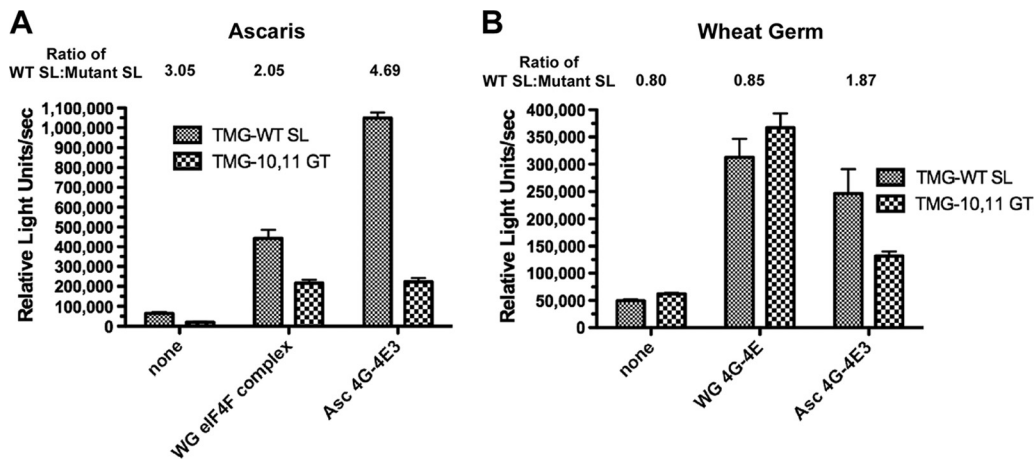 A
Ascaris
Ratio of
WT SL:Mutant SL
3.05
2.05
4.69
Relative Light Units/sec
1,100,000
1,000,000
900,000
800,000
700,000
600,000
500,000
400,000
300,000
200,000
100,000
0
TMG-WT SL
TMG-10,11 GT
none
WG eIF4F complex
Asc 4G-4E3
B
Wheat Germ
Ratio of
WT SL:Mutant SL
0.80
0.85
1.87
Relative Light Units/sec
400,000
350,000
300,000
250,000
200,000
150,000
100,000
50,000
0
TMG-WT SL
TMG-10,11 GT
none
WG 4G-4E
Asc 4G-4E3